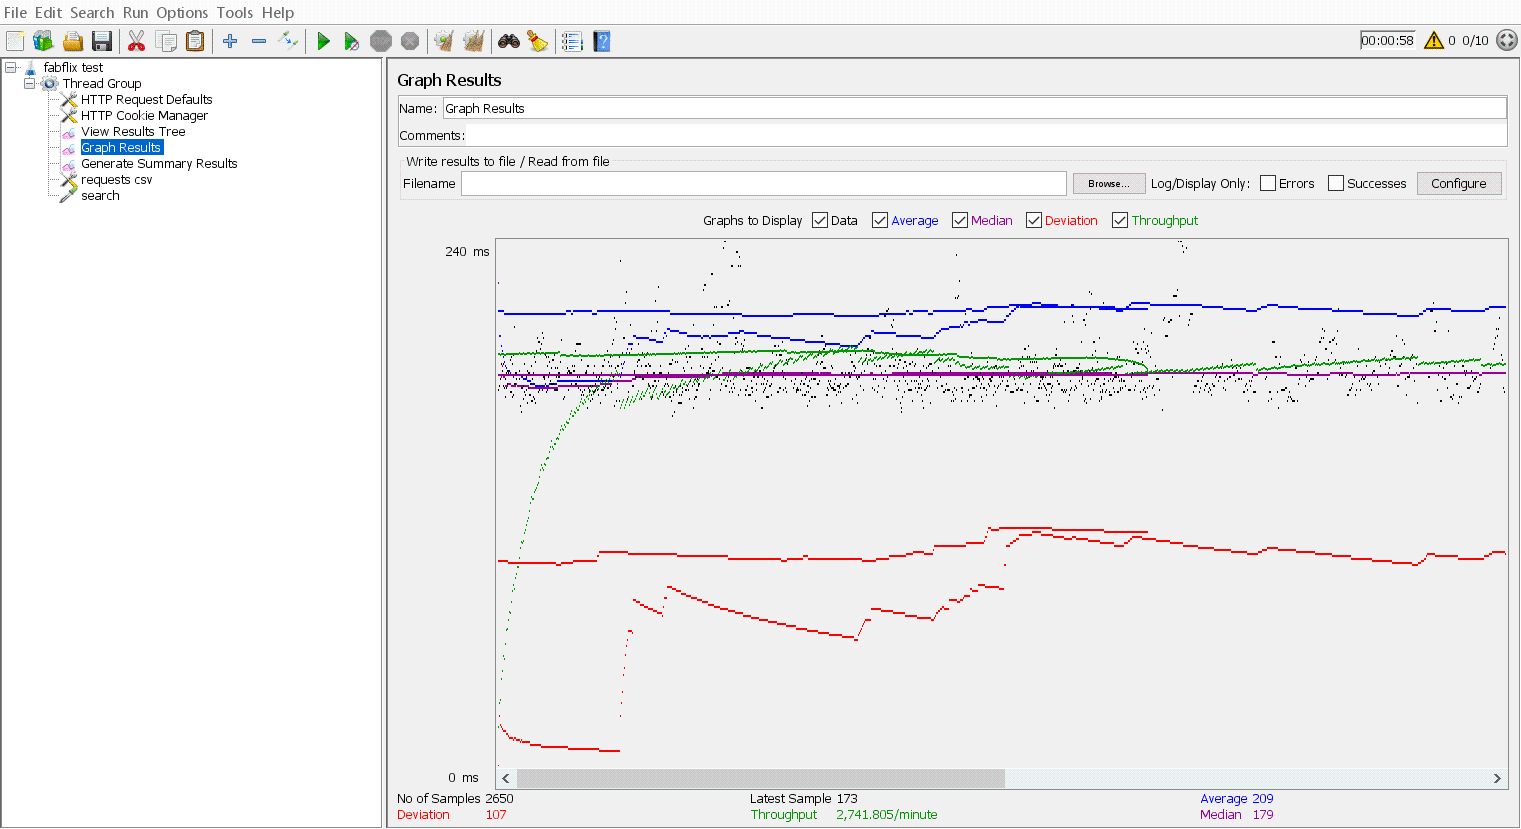 File Edit Search Run Options Tools Help
00:00:58 0 0/10
fabflix test
Thread Group
HTTP Request Defaults
HTTP Cookie Manager
View Results Tree
Graph Results
Generate Summary Results
requests csv
search
Graph Results
Name: Graph Results
Comments:
Write results to file / Read from file
Filename Browse... Log/Display Only: Errors Successes Configure
Graphs to Display Data Average Median Deviation Throughput
240 ms
0 ms
No of Samples 2650 Latest Sample 173 Average 209
Deviation 107 Throughput 2,741.805/minute Median 179